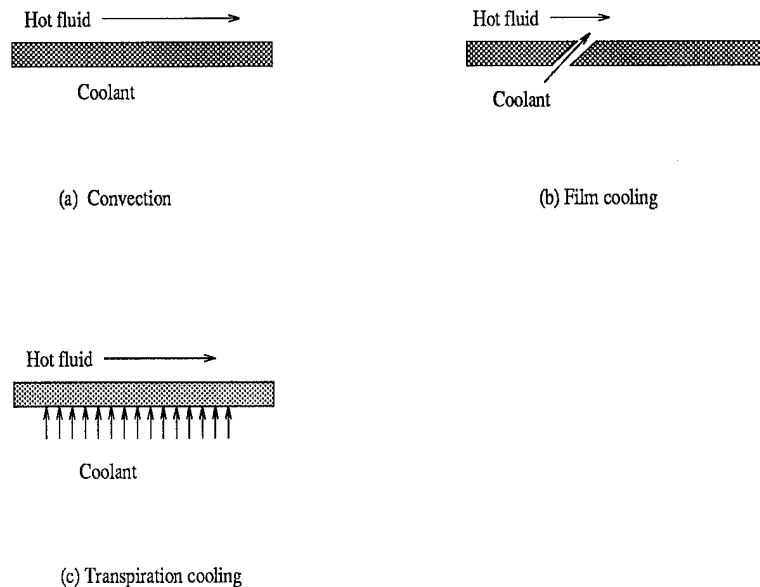 Hot fluid
Coolant
(a) Convection
Hot fluid
Coolant
(b) Film cooling
Hot fluid
Coolant
(c) Transpiration cooling